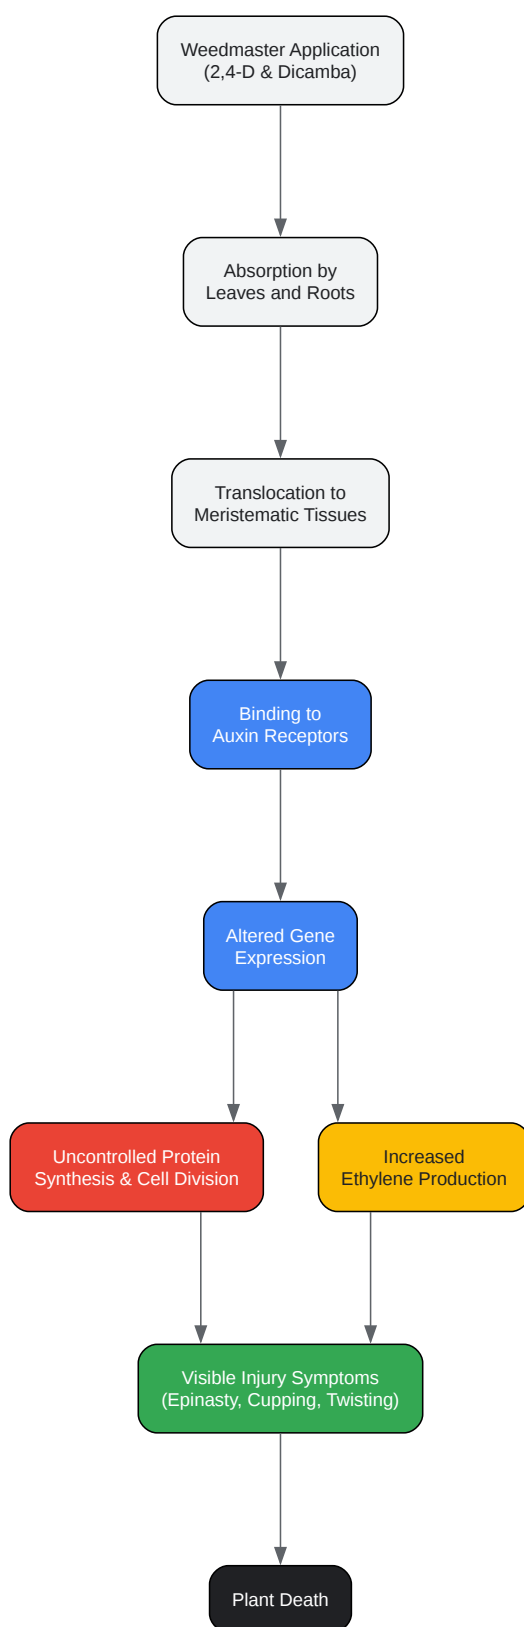 Weedmaster Application
(2,4-D & Dicamba)
Absorption by
Leaves and Roots
Translocation to
Meristematic Tissues
Binding to
Auxin Receptors
Altered Gene
Expression
Uncontrolled Protein
Synthesis & Cell Division
Increased
Ethylene Production
Visible Injury Symptoms
(Epinasty, Cupping, Twisting)
Plant Death